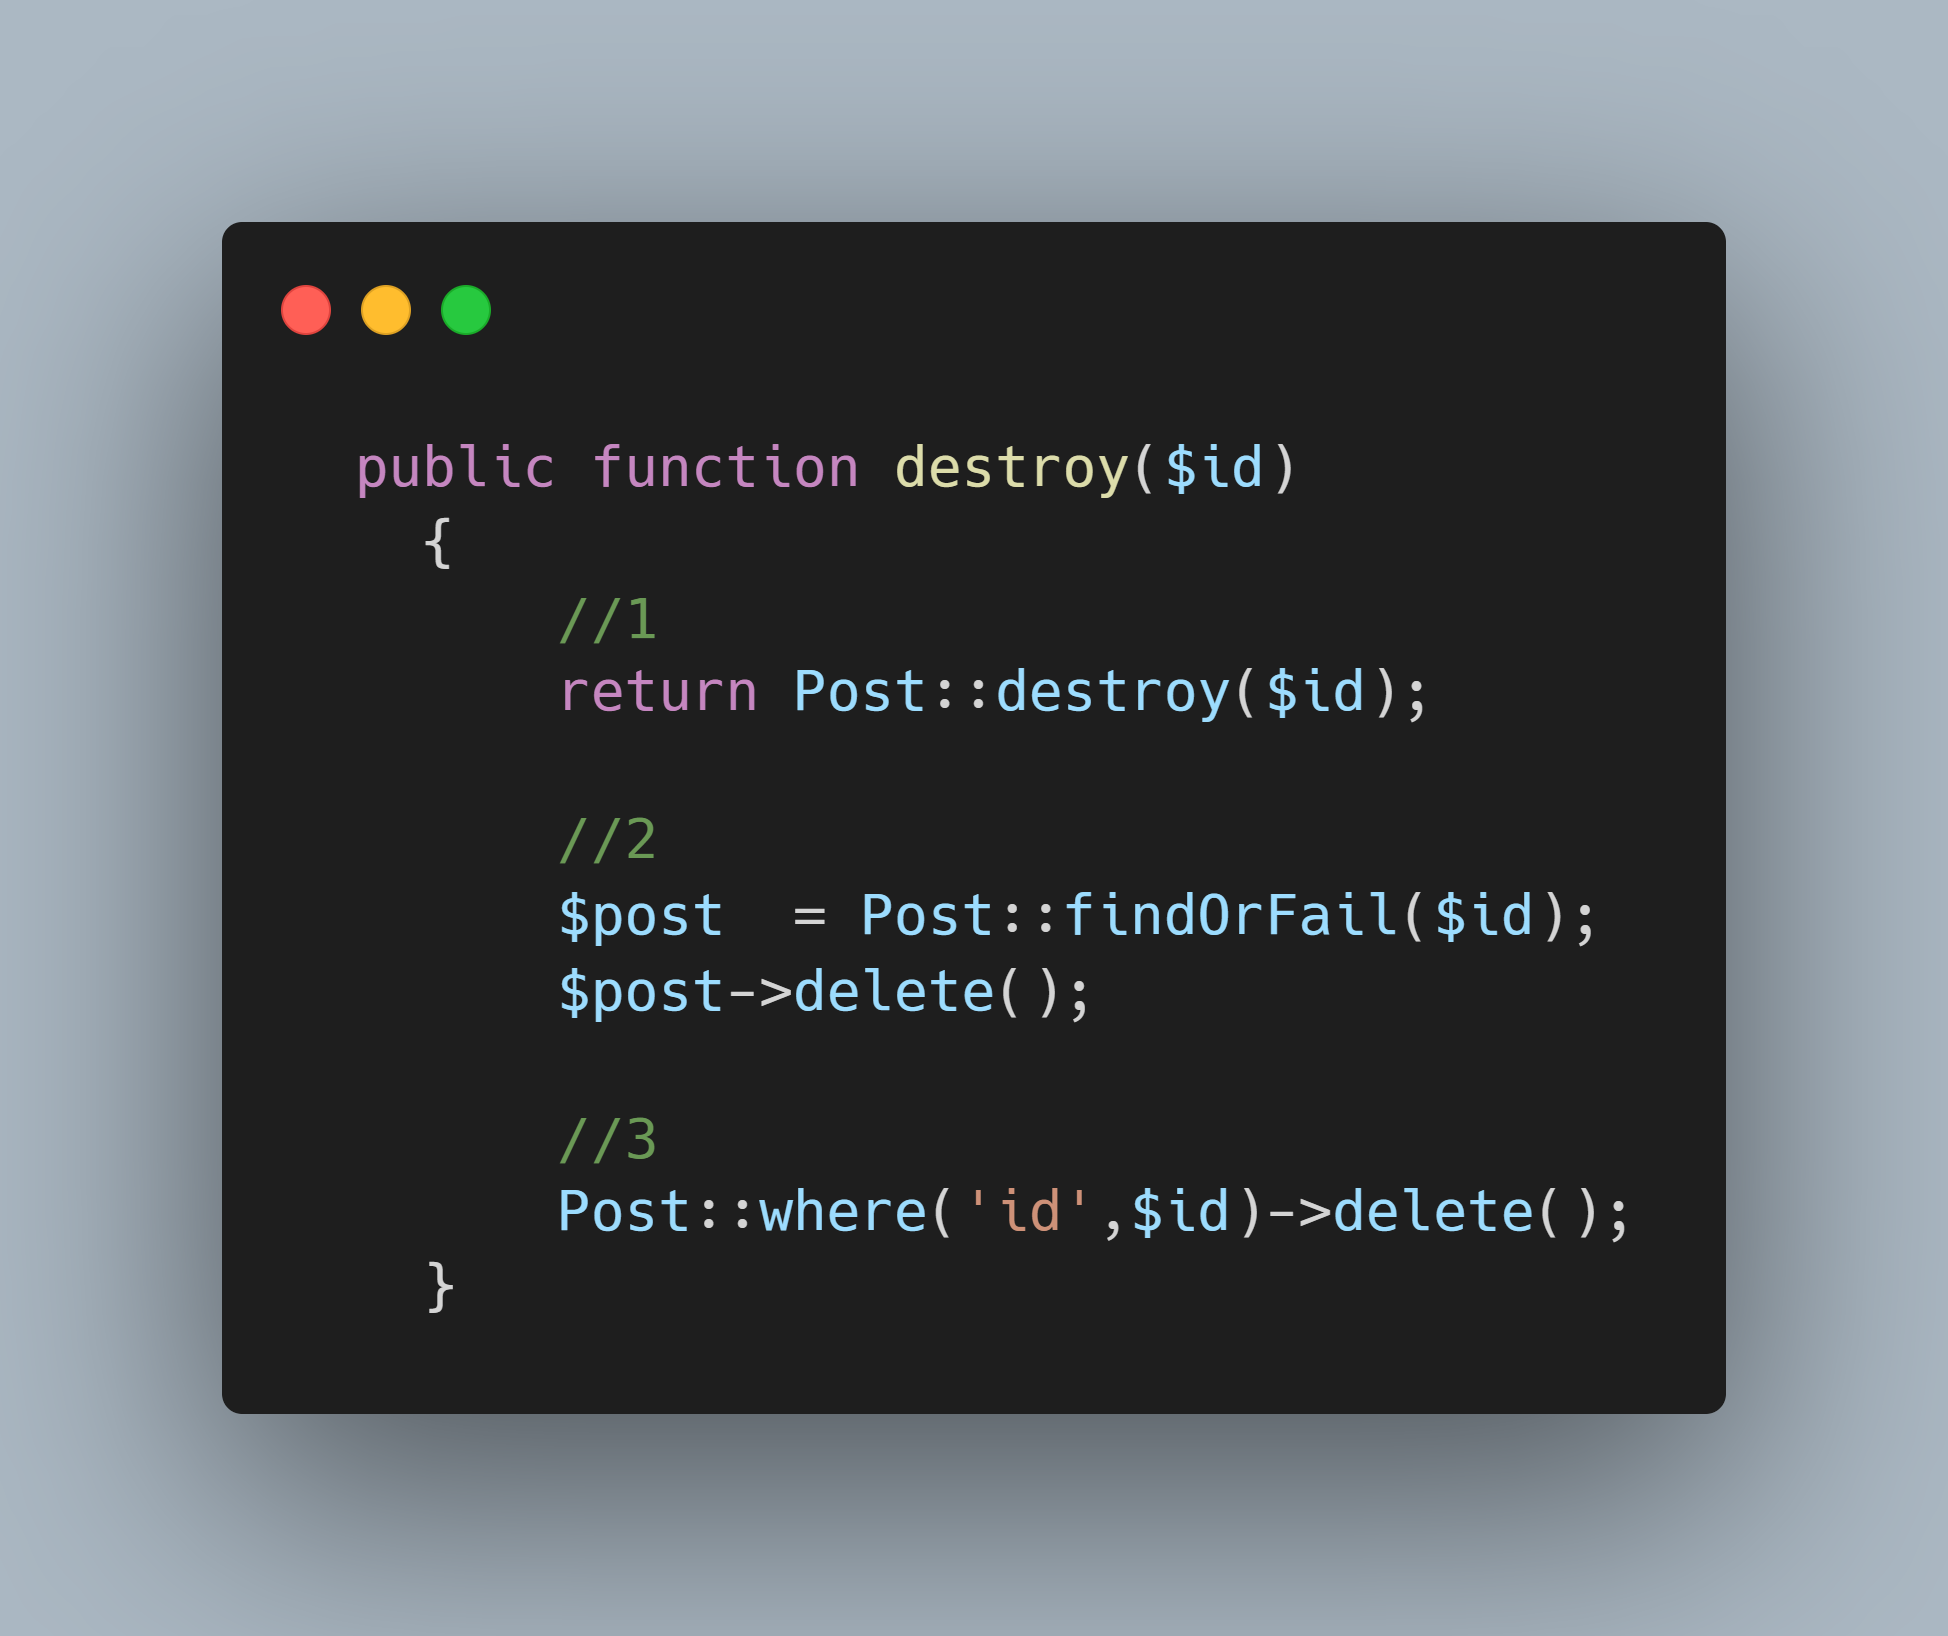 public function destroy($id)
{
//1
return Post::destroy($id);
//2
$post  = Post::findOrFail($id);
$post->delete();
//3
Post::where('id',$id)->delete();
}